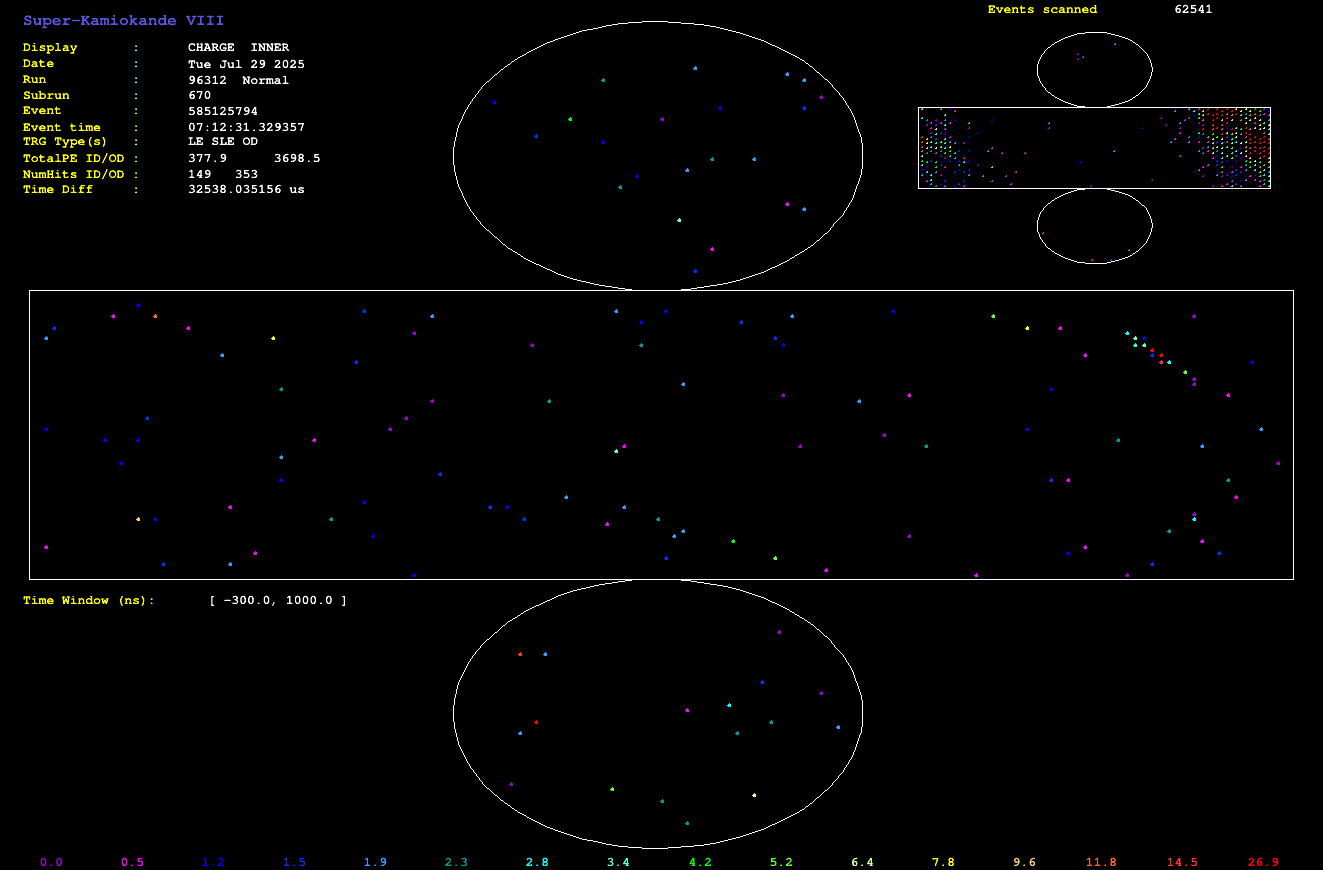 Super-Kamiokande VIII
Events scanned 62541
Display : CHARGE INNER
Date : Tue Jul 29 2025
Run : 96312 Normal
Subrun : 670
Event : 585125794
Event time : 07:12:31.329357
TRG Type(s) : LE SLE OD
TotalPE ID/OD : 377.9 3698.5
NumHits ID/OD : 149 353
Time Diff : 32538.035156 us
Time Window (ns): [ -300.0, 1000.0 ]
0.0 0.5 1.2 1.5 1.9 2.3 2.8 3.4 4.2 5.2 6.4 7.8 9.6 11.8 14.5 26.9